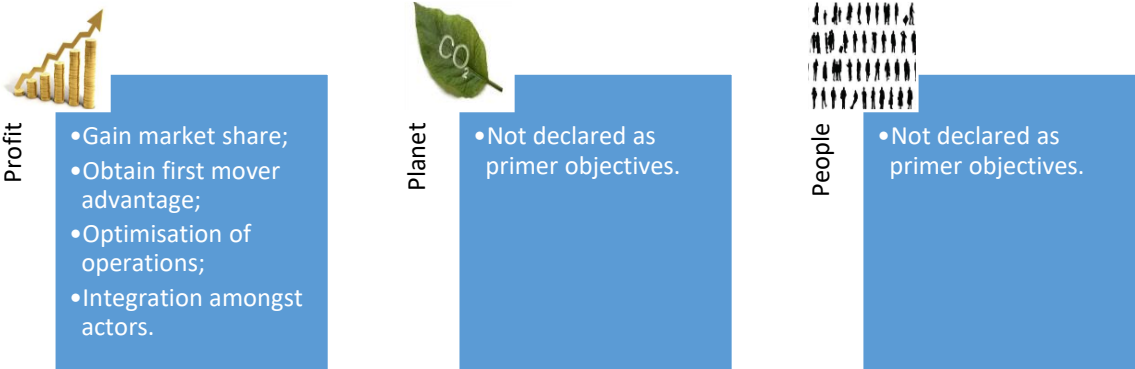 Profit
•Gain market share;
•Obtain first mover
advantage;
•Optimisation of
operations;
•Integration amongst
actors.
CO2
Planet
•Not declared as
primer objectives.
People
•Not declared as
primer objectives.